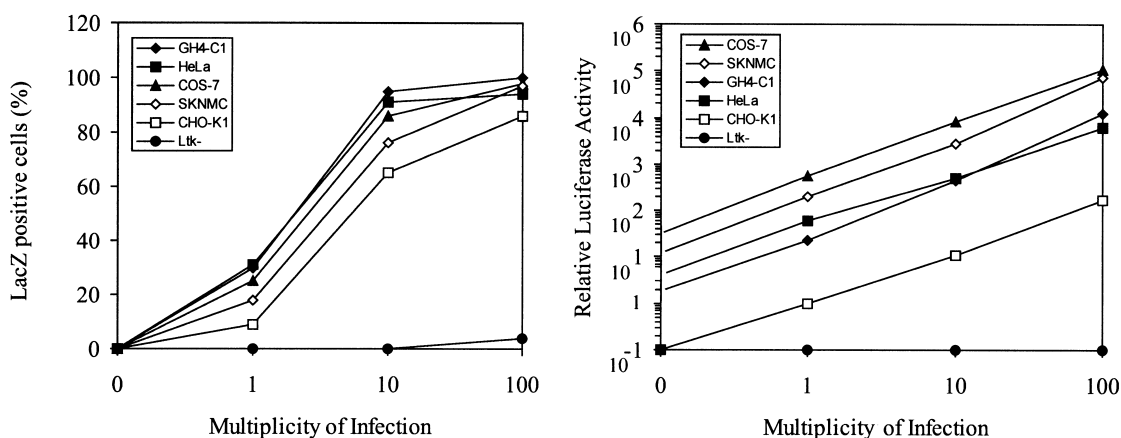 LacZ positive cells (%)
120
100
80
60
40
20
0
GH4-C1
HeLa
COS-7
SKNMC
CHO-K1
Ltk-
0 1 10 100
Multiplicity of Infection
Relative Luciferase Activity
10 6
10 5
10 4
10 3
10 2
10 1
1
10 -1
COS-7
SKNMC
GH4-C1
HeLa
CHO-K1
Ltk-
0 1 10 100
Multiplicity of Infection